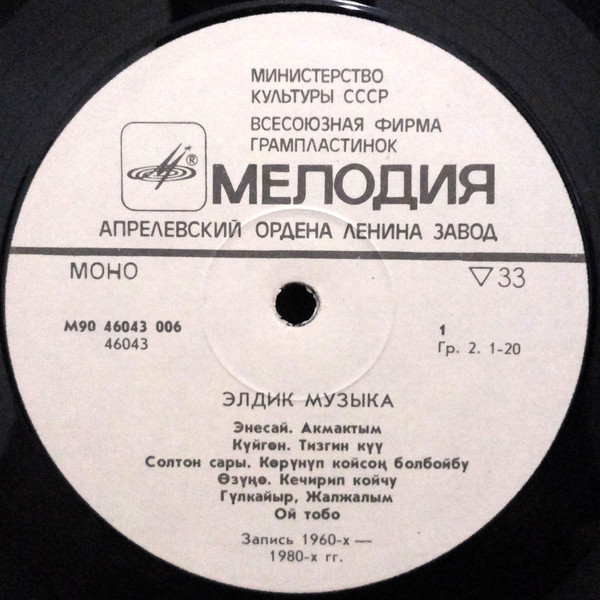 МИНИСТЕРСТВО
КУЛЬТУРЫ СССР
ВСЕСОЮЗНАЯ ФИРМА
ГРАМПЛАСТИНОК
®
МЕЛОДИЯ
АПРЕЛЕВСКИЙ ОРДЕНА ЛЕНИНА ЗАВОД
МОНО
▽33
М90 46043 006
46043
1
Гр. 2. 1-20
ЭЛДИК МУЗЫКА
Энесай. Акмактым
Күйгөн. Тизгин күү
Солтон сары. Көрүнүп койсоң болбойбу
Өзүңө. Кечирип койчу
Гүлкайыр, Жалжалым
Ой тобо
Запись 1960-х —
1980-х гг.